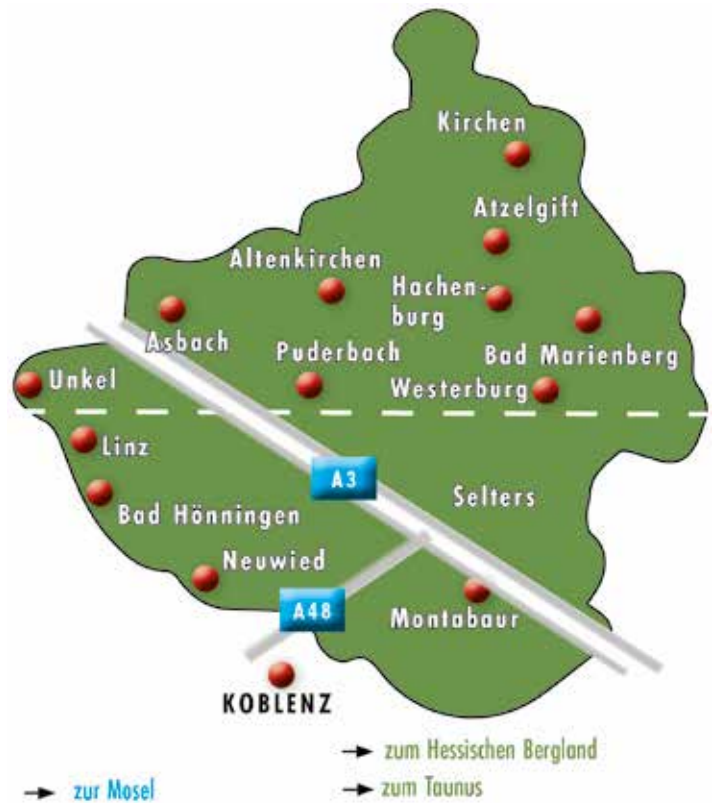 Kirchen
Atzelgift
Altenkirchen
Hachen-
burg
Asbach
Puderbach
Bad Marienberg
Unkel
Westerburg
Linz
A3
Selters
Bad Hönningen
Neuwied
A48
Montabaur
KOBLENZ
zum Hessischen Bergland
zur Mosel
zum Taunus